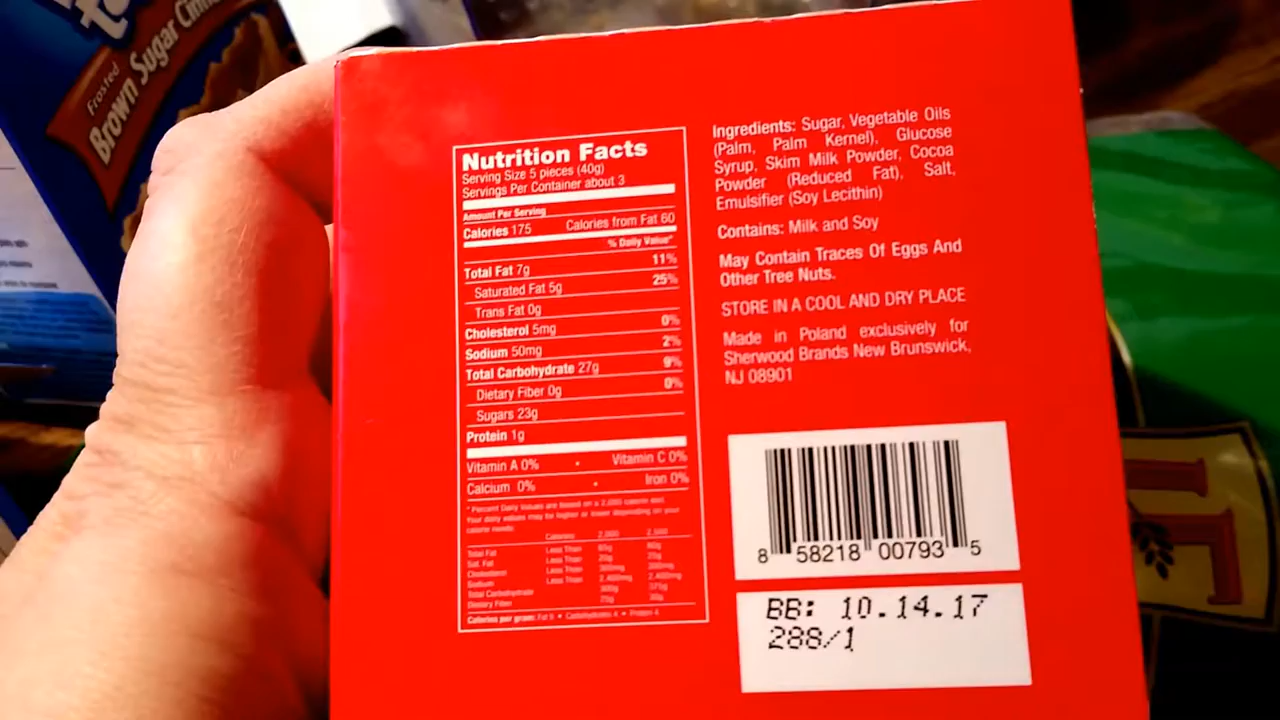 Frosted
Brown Sugar Cinn
Nutrition Facts
Serving Size 5 pieces (40g)
Servings Per Container about 3
Amount Per Serving
Calories 175 Calories from Fat 60
% Daily Value*
Total Fat 7g 11%
Saturated Fat 5g 25%
Trans Fat 0g
Cholesterol 5mg 0%
Sodium 50mg 2%
Total Carbohydrate 27g 9%
Dietary Fiber 0g 0%
Sugars 23g
Protein 1g
Vitamin A 0% • Vitamin C 0%
Calcium 0% • Iron 0%
* Percent Daily Values are based on a 2,000 calorie diet.
Your daily values may be higher or lower depending on your
calorie needs:
Calories 2,000 2,500
Total Fat Less Than 65g 80g
Sat. Fat Less Than 20g 25g
Cholesterol Less Than 300mg 300mg
Sodium Less Than 2,400mg 2,400mg
Total Carbohydrate 300g 375g
Dietary Fiber 25g 30g
Calories per gram: Fat 9 • Carbohydrates 4 • Protein 4
Ingredients: Sugar, Vegetable Oils
(Palm, Palm Kernel), Glucose
Syrup, Skim Milk Powder, Cocoa
Powder (Reduced Fat), Salt,
Emulsifier (Soy Lecithin)
Contains: Milk and Soy
May Contain Traces Of Eggs And
Other Tree Nuts.
STORE IN A COOL AND DRY PLACE
Made in Poland exclusively for
Sherwood Brands New Brunswick,
NJ 08901
8 58218 00793 5
BB: 10.14.17
288/1